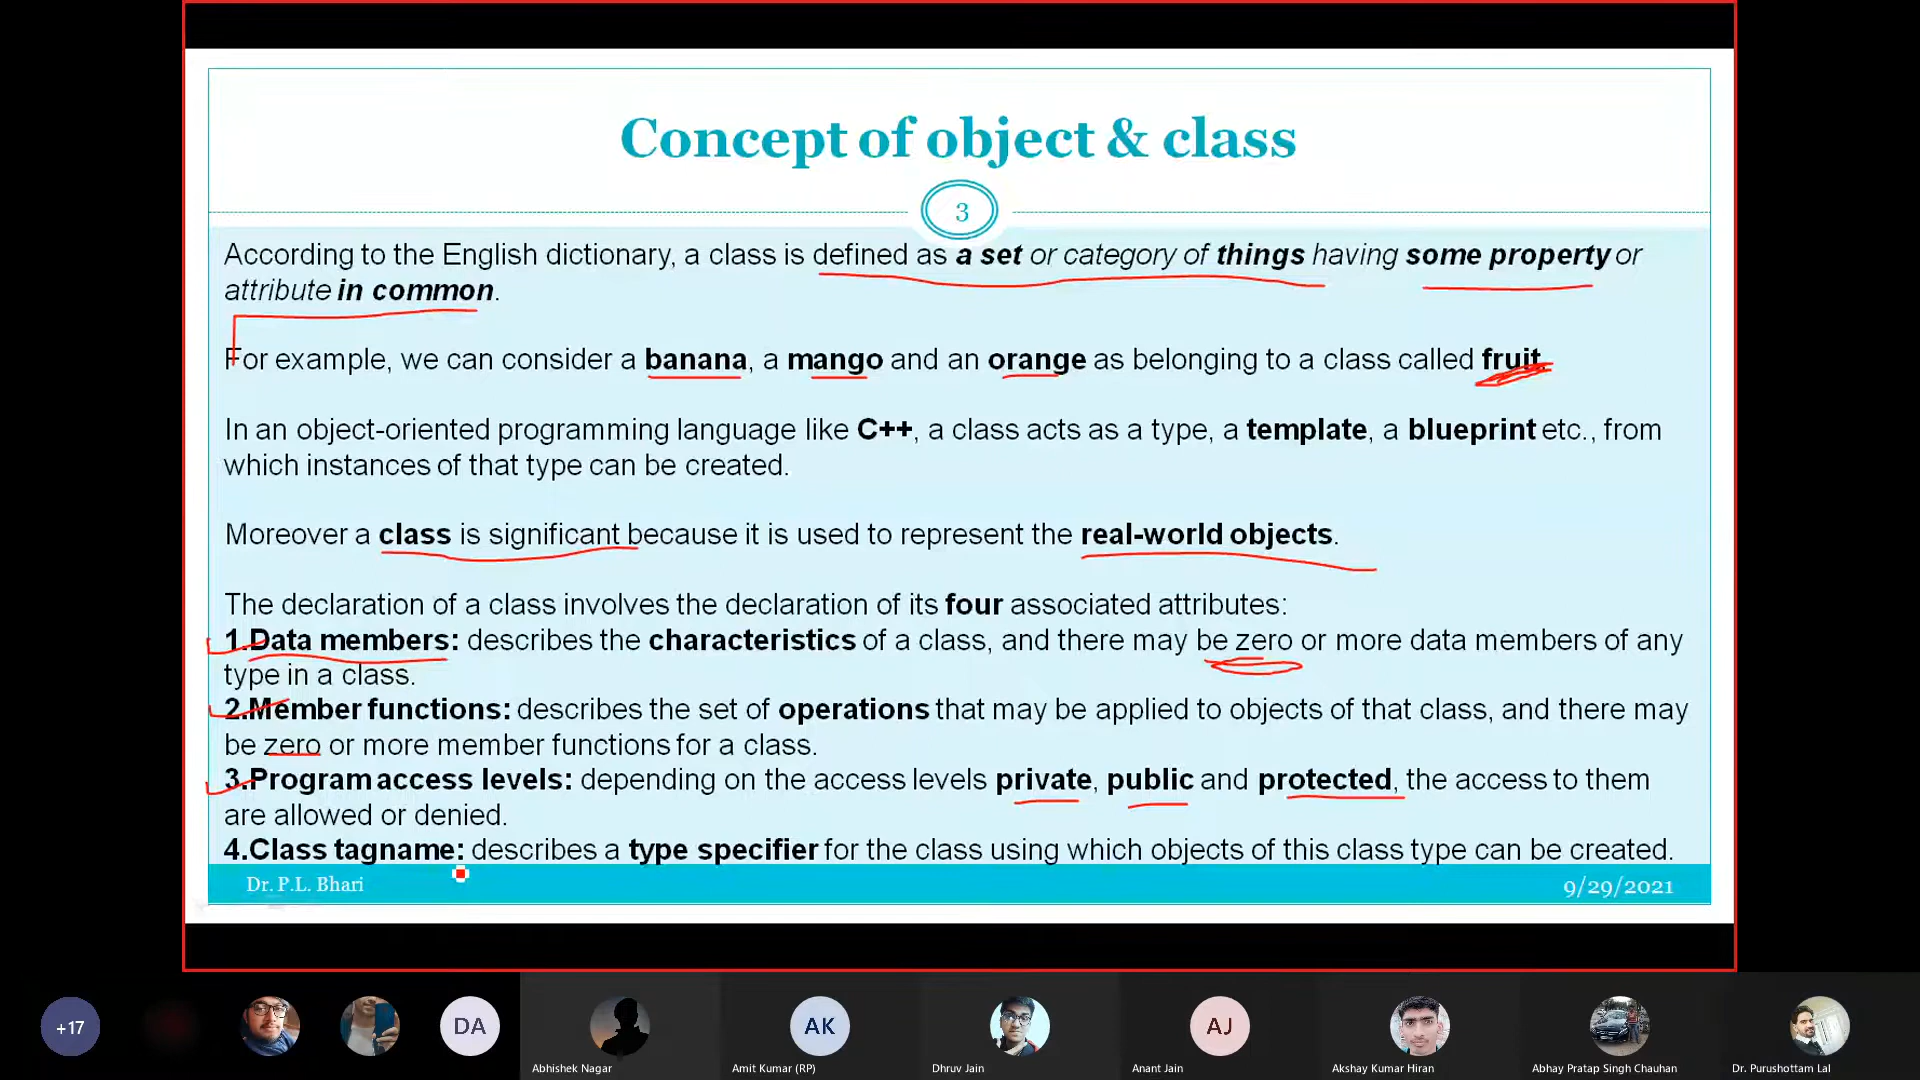 Concept of object & class
3
According to the English dictionary, a class is defined as a set or category of things having some property or
attribute in common.
For example, we can consider a banana, a mango and an orange as belonging to a class called fruit.
In an object-oriented programming language like C++, a class acts as a type, a template, a blueprint etc., from
which instances of that type can be created.
Moreover a class is significant because it is used to represent the real-world objects.
The declaration of a class involves the declaration of its four associated attributes:
1.Data members: describes the characteristics of a class, and there may be zero or more data members of any
type in a class.
2.Member functions: describes the set of operations that may be applied to objects of that class, and there may
be zero or more member functions for a class.
3.Program access levels: depending on the access levels private, public and protected, the access to them
are allowed or denied.
4.Class tagname: describes a type specifier for the class using which objects of this class type can be created.
Dr. P.L. Bhari 9/29/2021
+17 DA AK AJ
Abhishek Nagar Amit Kumar (RP) Dhruv Jain Anant Jain Akshay Kumar Hiran Abhay Pratap Singh Chauhan Dr. Purushottam Lal